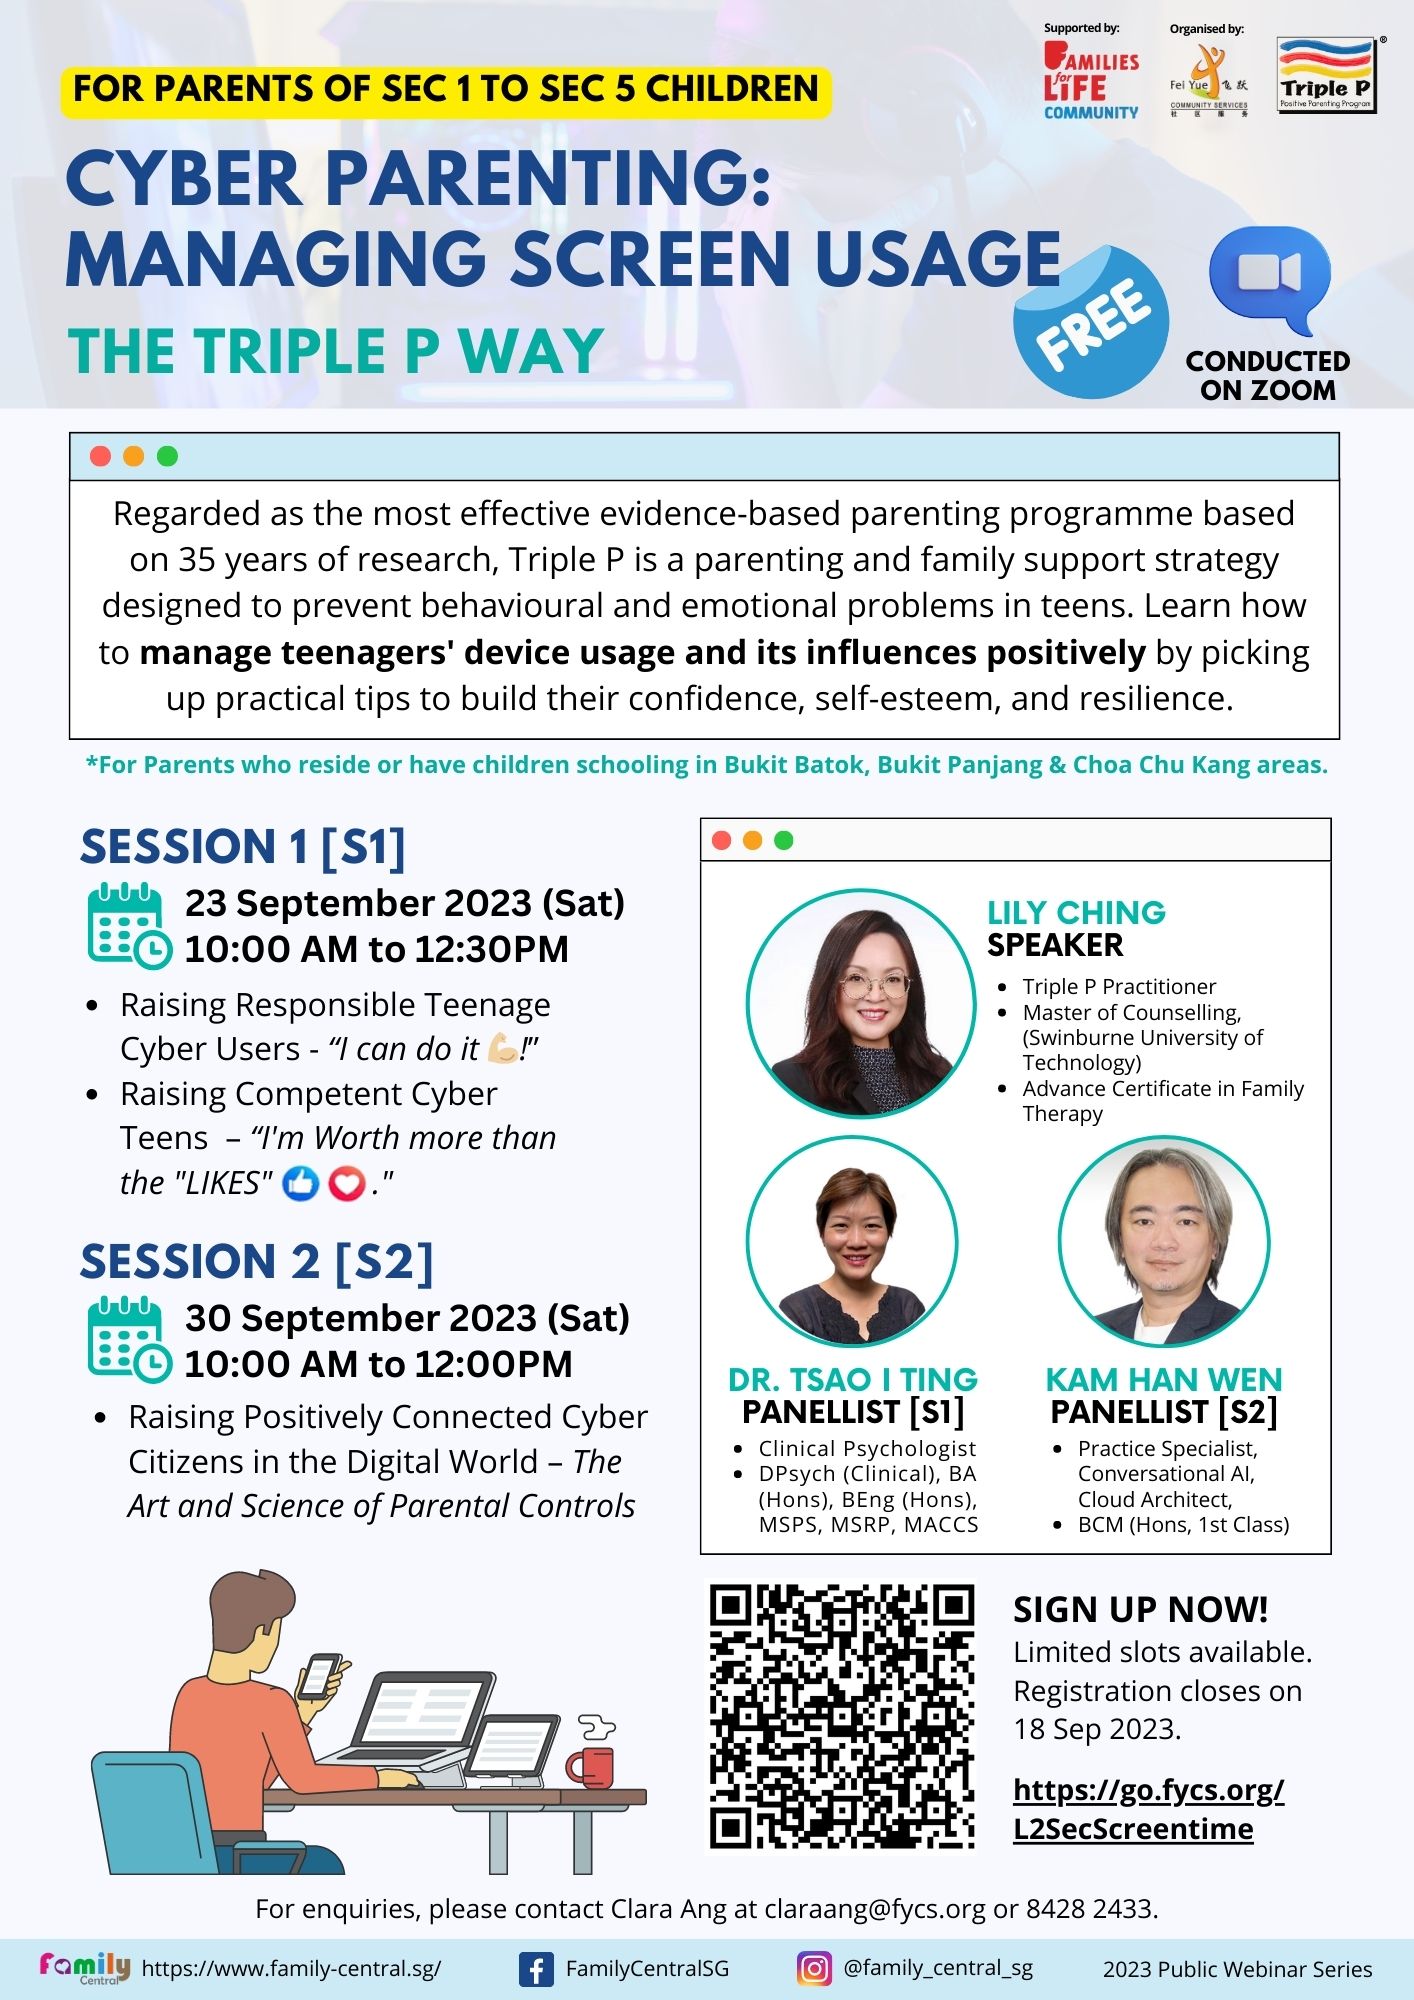 Supported by:
Organised by:
FAMILIES
for
LiFE
COMMUNITY
Fei Yue 飞跃
COMMUNITY SERVICES
社区服务
Triple P
®
Positive Parenting Program
FOR PARENTS OF SEC 1 TO SEC 5 CHILDREN
CYBER PARENTING:
MANAGING SCREEN USAGE
THE TRIPLE P WAY
FREE
CONDUCTED
ON ZOOM
Regarded as the most effective evidence-based parenting programme based
on 35 years of research, Triple P is a parenting and family support strategy
designed to prevent behavioural and emotional problems in teens. Learn how
to manage teenagers' device usage and its influences positively by picking
up practical tips to build their confidence, self-esteem, and resilience.
*For Parents who reside or have children schooling in Bukit Batok, Bukit Panjang & Choa Chu Kang areas.
SESSION 1 [S1]
23 September 2023 (Sat)
10:00 AM to 12:30PM
• Raising Responsible Teenage
Cyber Users - “I can do it 💪🏼!”
• Raising Competent Cyber
Teens – “I'm Worth more than
the "LIKES" ."
SESSION 2 [S2]
30 September 2023 (Sat)
10:00 AM to 12:00PM
• Raising Positively Connected Cyber
Citizens in the Digital World – The
Art and Science of Parental Controls
LILY CHING
SPEAKER
• Triple P Practitioner
• Master of Counselling,
(Swinburne University of
Technology)
• Advance Certificate in Family
Therapy
DR. TSAO I TING
PANELLIST [S1]
• Clinical Psychologist
• DPsych (Clinical), BA
(Hons), BEng (Hons),
MSPS, MSRP, MACCS
KAM HAN WEN
PANELLIST [S2]
• Practice Specialist,
Conversational AI,
Cloud Architect,
• BCM (Hons, 1st Class)
SIGN UP NOW!
Limited slots available.
Registration closes on
18 Sep 2023.
https://go.fycs.org/
L2SecScreentime
For enquiries, please contact Clara Ang at claraang@fycs.org or 8428 2433.
family
Central
https://www.family-central.sg/
FamilyCentralSG
@family_central_sg
2023 Public Webinar Series